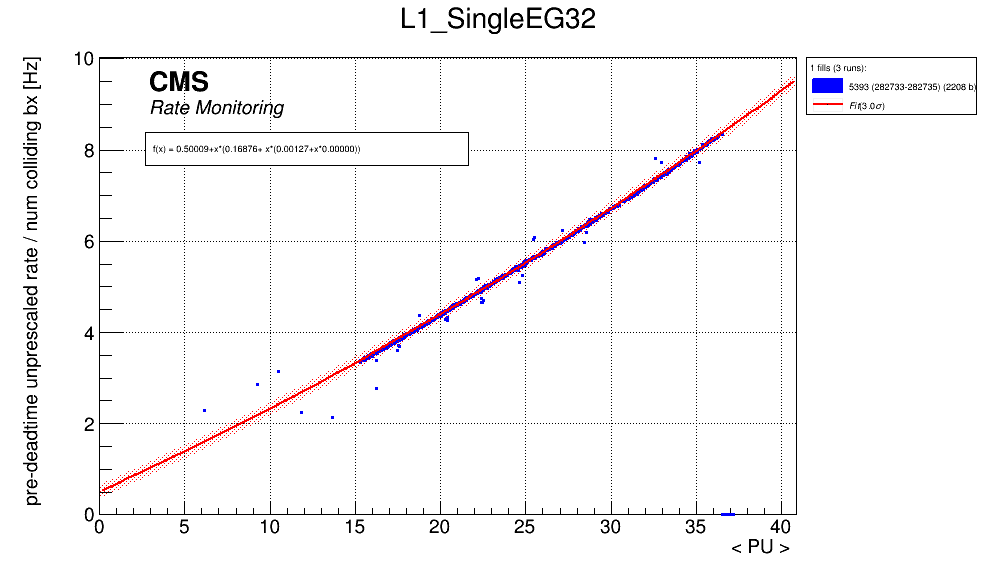 L1_SingleEG32
pre-deadtime unprescaled rate / num colliding bx [Hz]
CMS
Rate Monitoring
f(x) = 0.50009+x*(0.16876+ x*(0.00127+x*0.00000))
10
8
6
4
2
0
0 5 10 15 20 25 30 35 40
< PU >
1 fills (3 runs):
5393 (282733-282735) (2208 b)
Fit(3.0σ)